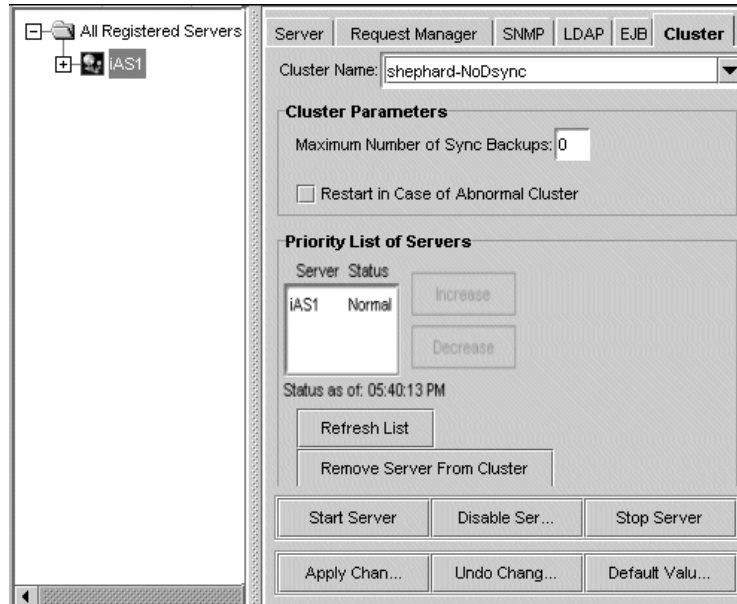 All Registered Servers
iAS1
Server Request Manager SNMP LDAP EJB Cluster
Cluster Name: shephard-NoDsync
Cluster Parameters
Maximum Number of Sync Backups: 0
Restart in Case of Abnormal Cluster
Priority List of Servers
Server Status
iAS1 Normal
Increase
Decrease
Status as of: 05:40:13 PM
Refresh List
Remove Server From Cluster
Start Server Disable Ser... Stop Server
Apply Chan... Undo Chang... Default Valu...